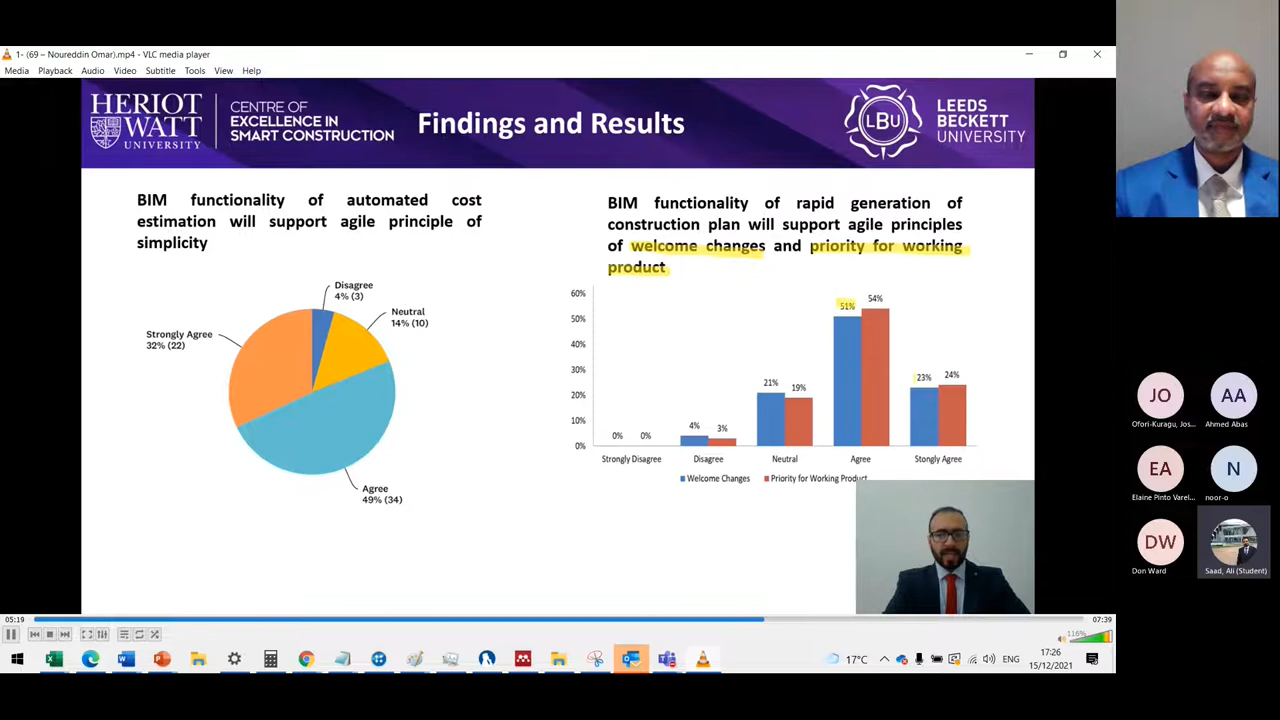 1- (69 – Noureddin Omar).mp4 - VLC media player
Media Playback Audio Video Subtitle Tools View Help
HERIOT
WATT
UNIVERSITY
CENTRE OF
EXCELLENCE IN
SMART CONSTRUCTION
Findings and Results
LBU
LEEDS
BECKETT
UNIVERSITY
BIM functionality of automated cost
estimation will support agile principle of
simplicity
Disagree
4% (3)
Neutral
14% (10)
Strongly Agree
32% (22)
Agree
49% (34)
BIM functionality of rapid generation of
construction plan will support agile principles
of welcome changes and priority for working
product
60%
50%
40%
30%
20%
10%
0%
0% 0%
4% 3%
21% 19%
51% 54%
23% 24%
Strongly Disagree Disagree Neutral Agree Stongly Agree
Welcome Changes Priority for Working Product
JO AA
Ofori-Kuragu, Jos... Ahmed Abas
EA N
Elaine Pinto Varel... noor-o
DW
Don Ward Saad, Ali (Student)
05:19 07:39
116%
17°C ENG 17:26
15/12/2021